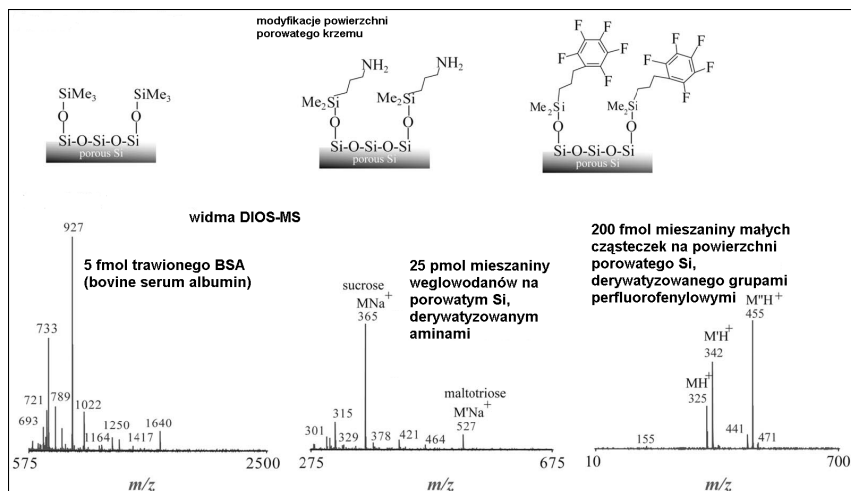 modyfikacje powierzchni
porowatego krzemu
SiMe3 SiMe3
O O
Si-O-Si-O-Si
porous Si
NH2 NH2
Me2Si Me2Si
O O
Si-O-Si-O-Si
porous Si
F F F F F
F F F F F
Me2Si Me2Si
O O
Si-O-Si-O-Si
porous Si
widma DIOS-MS
927
5 fmol trawionego BSA
(bovine serum albumin)
733
721 789
693
1022
1164
1250
1417
1640
575 2500
m/z
25 pmol mieszaniny
weglowodanów na
porowatym Si,
derywatyzowanym
aminami
sucrose
MNa+
365
maltotriose
M'Na+
527
301 315 329 378 421 464
275 675
m/z
200 fmol mieszaniny małych
cząsteczek na powierzchni
porowatego Si,
derywatyzowanego grupami
perfluorofenylowymi
M''H+
455
M'H+
342
MH+
325
155 441 471
10 700
m/z